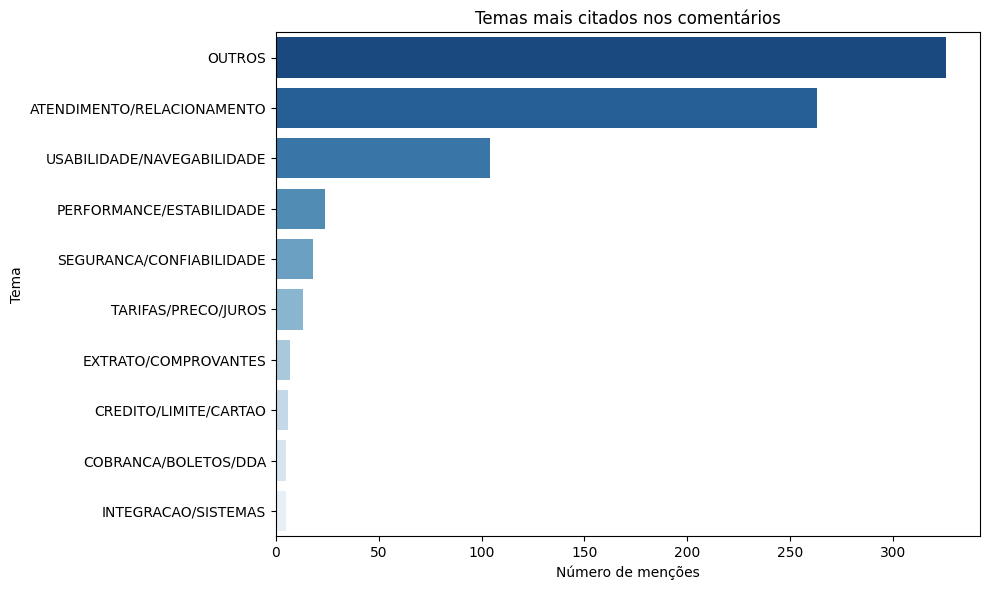 Temas mais citados nos comentários
OUTROS
ATENDIMENTO/RELACIONAMENTO
USABILIDADE/NAVEGABILIDADE
PERFORMANCE/ESTABILIDADE
SEGURANCA/CONFIABILIDADE
TARIFAS/PRECO/JUROS
EXTRATO/COMPROVANTES
CREDITO/LIMITE/CARTAO
COBRANCA/BOLETOS/DDA
INTEGRACAO/SISTEMAS
Tema
0 50 100 150 200 250 300
Número de menções